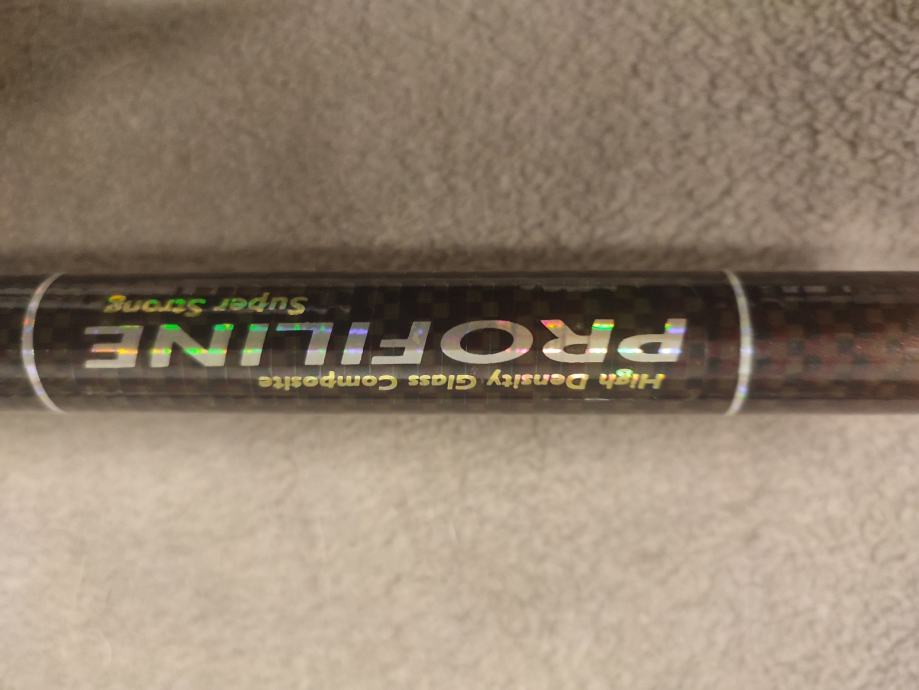 High Density Glass Composite
PROFILINE
Super Strong